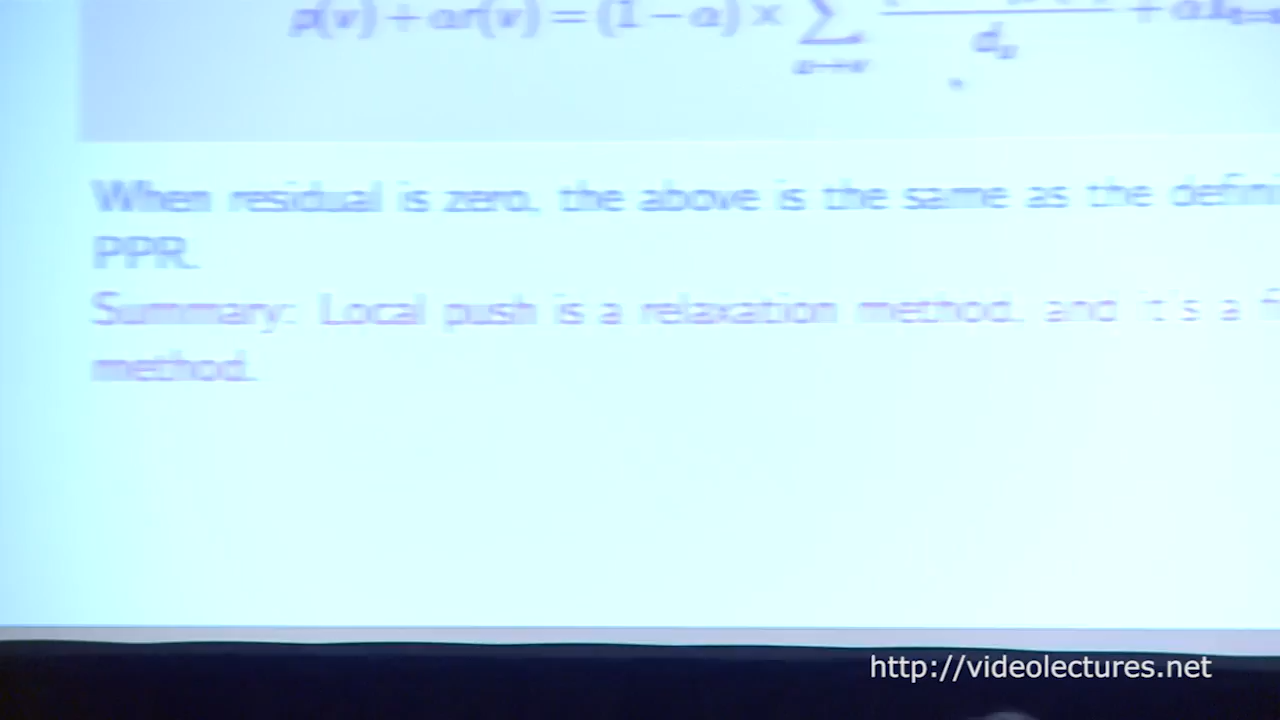 p(v) + αr(v) = (1 − α) × ∑ d_u
u→v
When residual is zero, the above is the same as the
PPR.
Summary: Local push is a relaxation method, and it's a
method.
http://videolectures.net